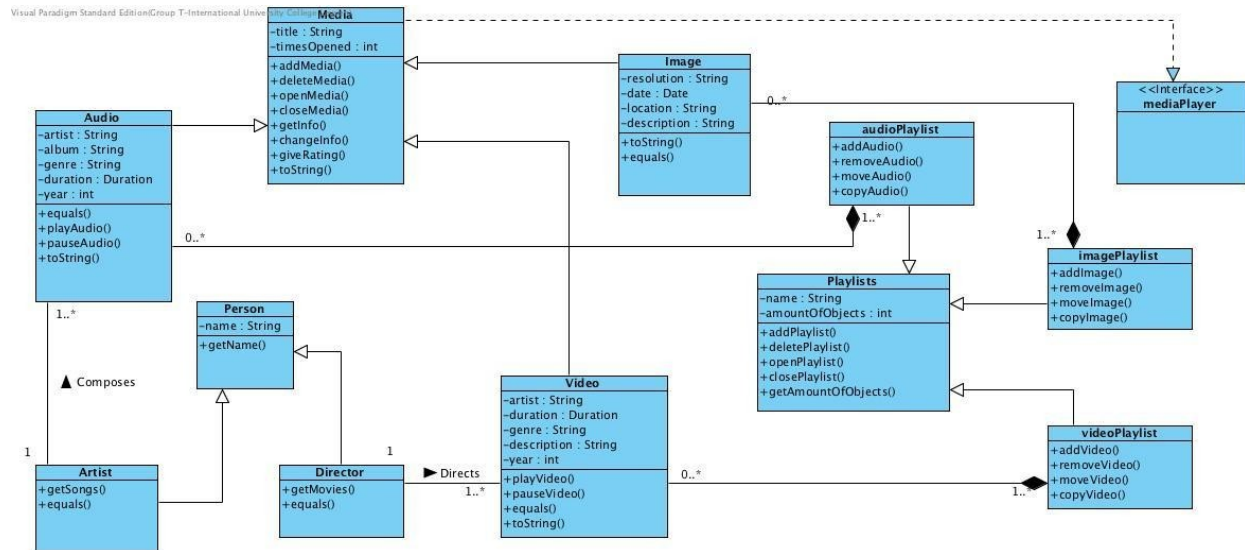 Visual Paradigm Standard Edition(Group T-International University College
Media
-title : String
-timesOpened : int
+addMedia()
+deleteMedia()
+openMedia()
+closeMedia()
+getInfo()
+changeInfo()
+giveRating()
+toString()
Image
-resolution : String
-date : Date
-location : String
-description : String
+toString()
+equals()
0..*
<<Interface>>
mediaPlayer
Audio
-artist : String
-album : String
-genre : String
-duration : Duration
-year : int
+equals()
+playAudio()
+pauseAudio()
+toString()
audioPlaylist
+addAudio()
+removeAudio()
+moveAudio()
+copyAudio()
1..*
0..*
1..*
imagePlaylist
+addImage()
+removeImage()
+moveImage()
+copyImage()
Playlists
-name : String
-amountOfObjects : int
+addPlaylist()
+deletePlaylist()
+openPlaylist()
+closePlaylist()
+getAmountOfObjects()
Person
-name : String
+getName()
1..*
Composes
1
Artist
+getSongs()
+equals()
Director
+getMovies()
+equals()
1
Directs
1..*
Video
-artist : String
-duration : Duration
-genre : String
-description : String
-year : int
+playVideo()
+pauseVideo()
+equals()
+toString()
0..*
1..*
videoPlaylist
+addVideo()
+removeVideo()
+moveVideo()
+copyVideo()